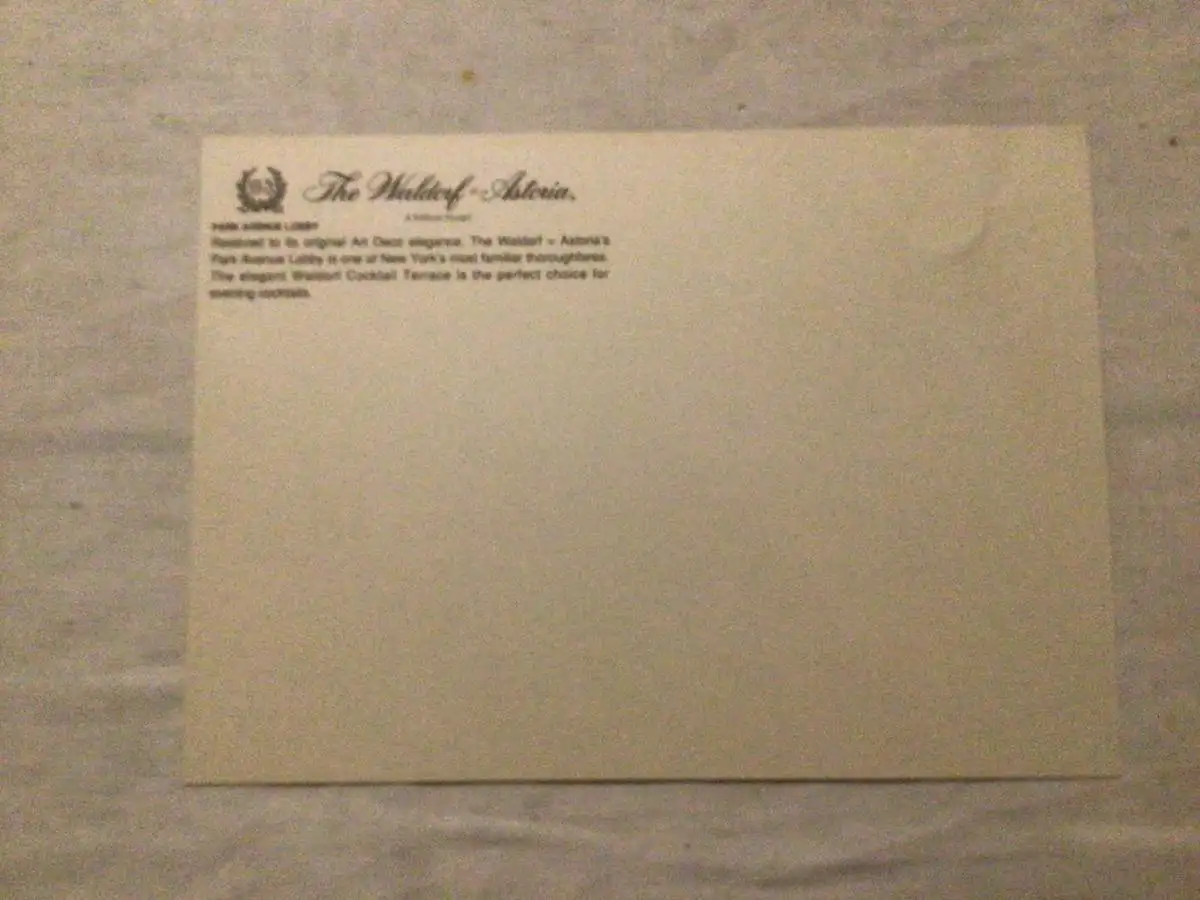 The Waldorf = Astoria.
A Hilton Hotel
PARK AVENUE LOBBY
Restored to its original Art Deco elegance, The Waldorf = Astoria's
Park Avenue Lobby is one of New York's most familiar thoroughfares.
The elegant Waldorf Cocktail Terrace is the perfect choice for
evening cocktails.